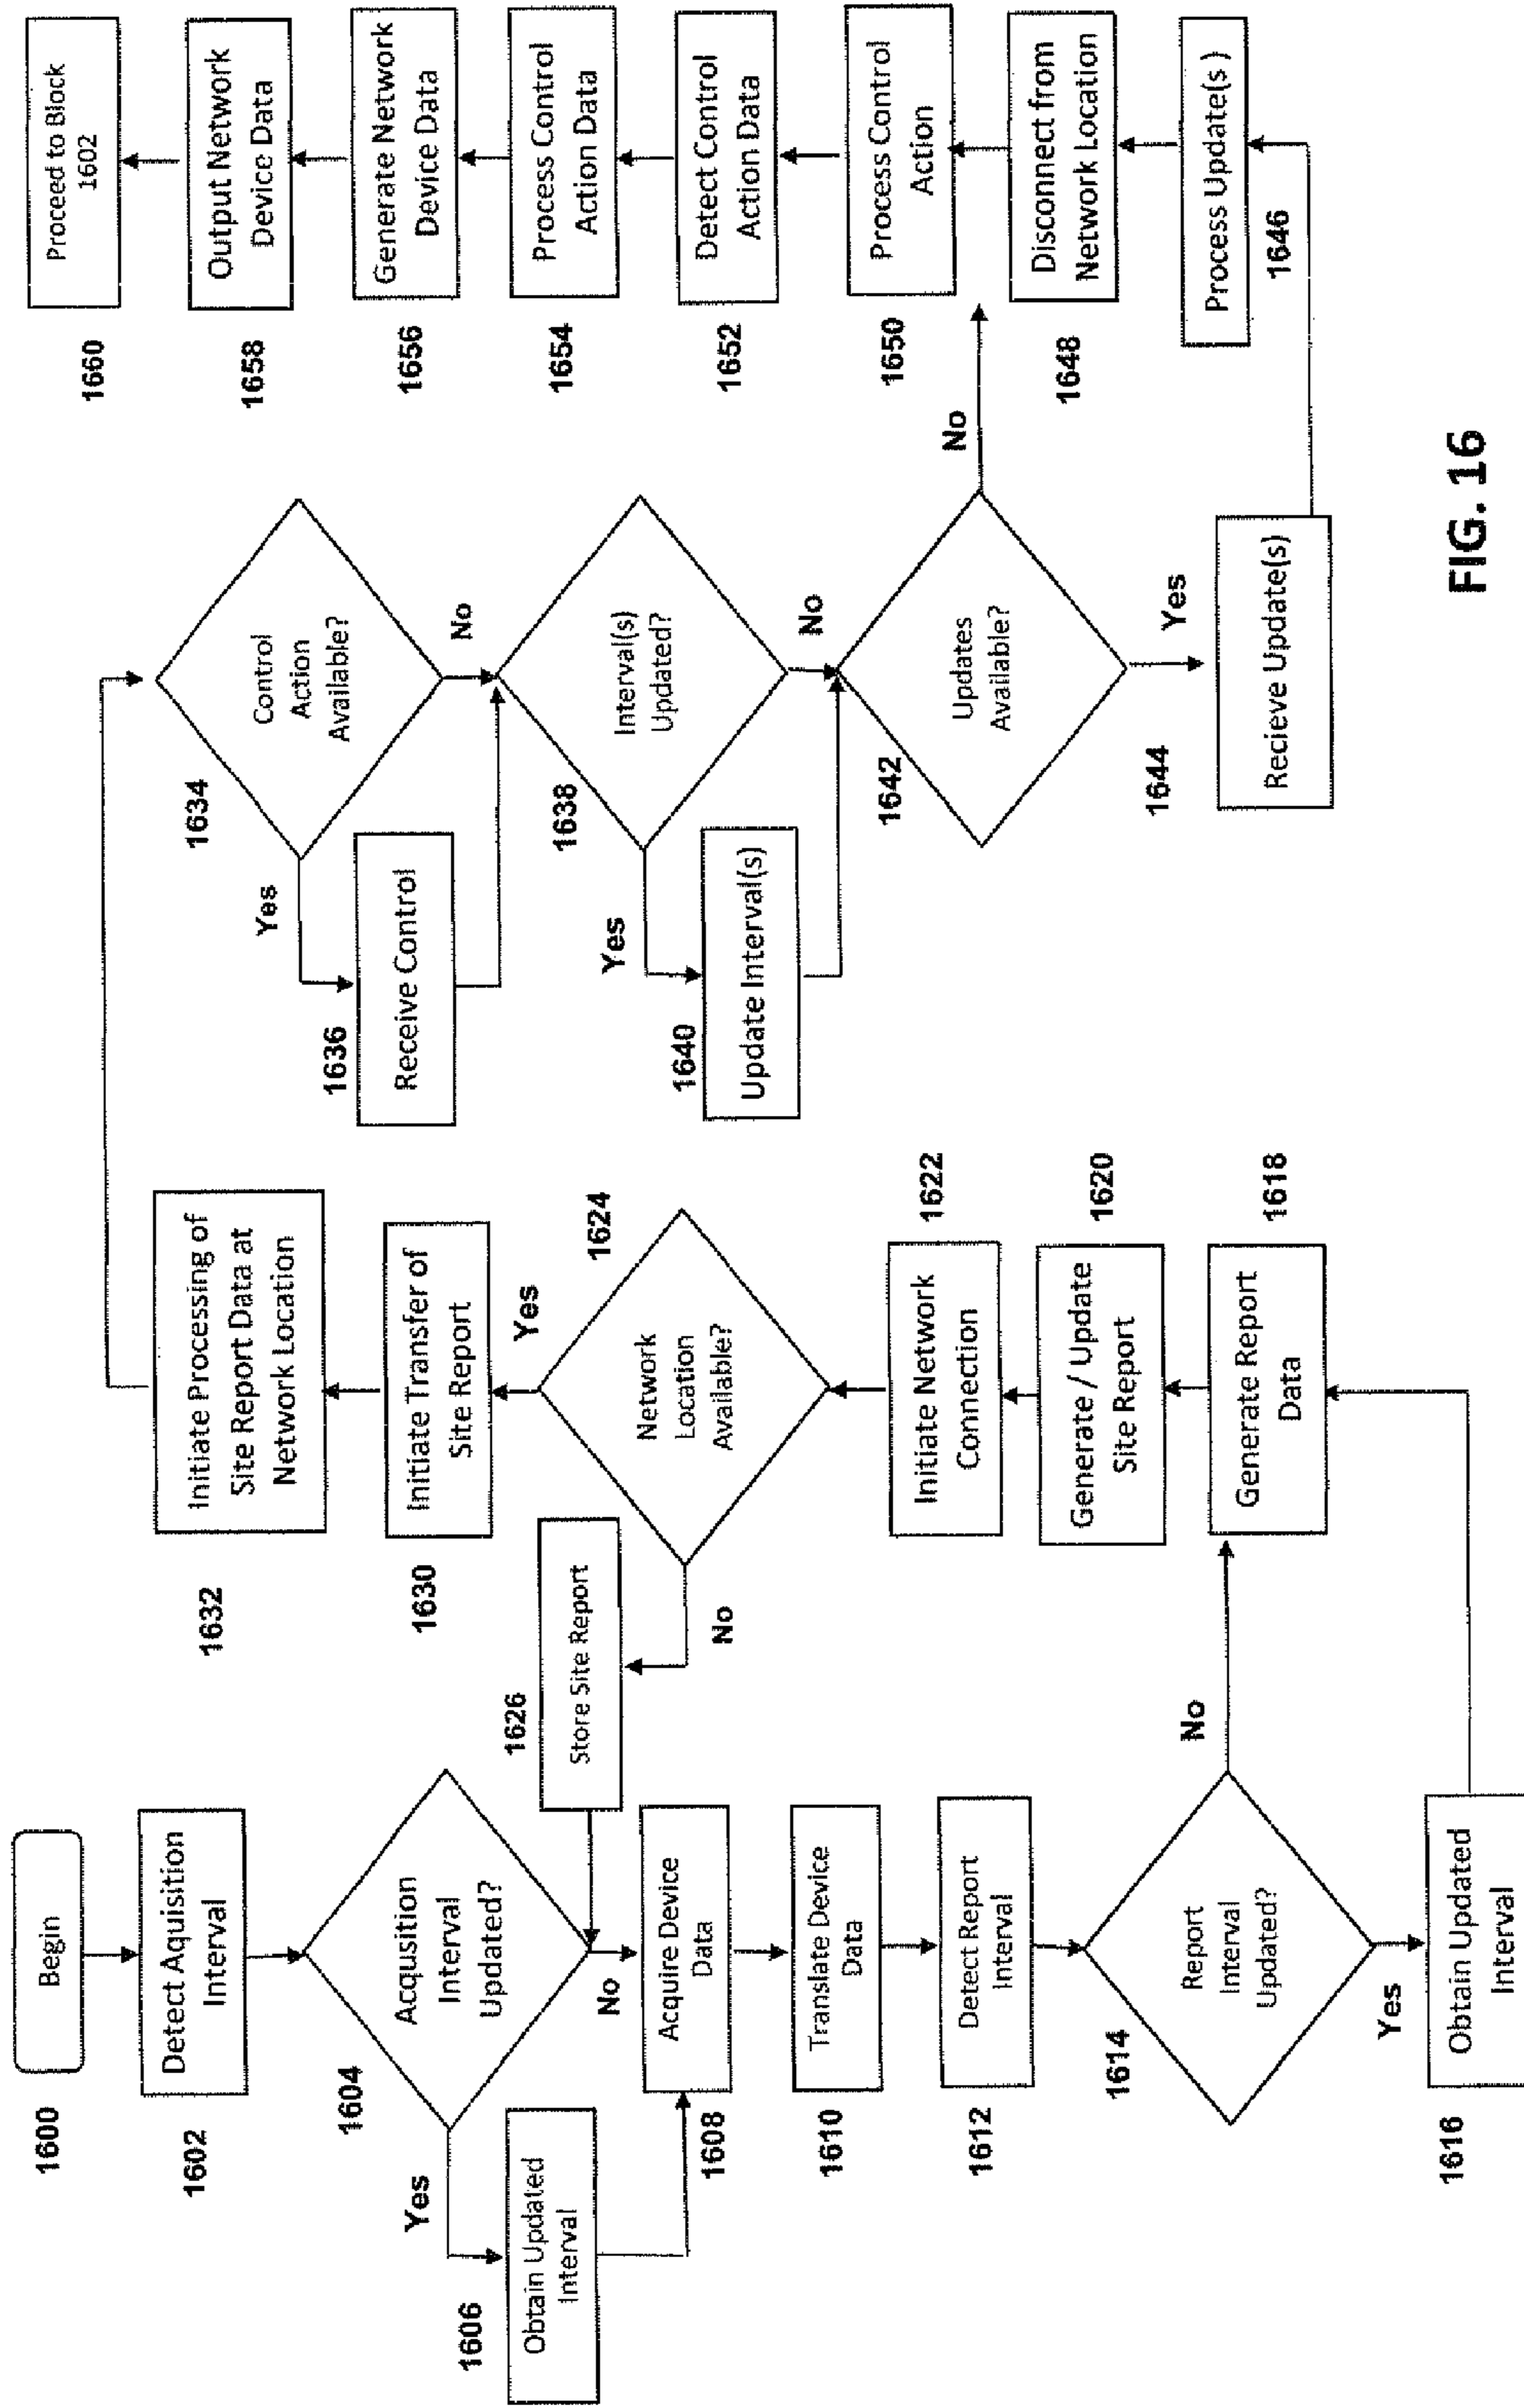 1600
Begin
1602
Detect Aquisition
Interval
1604
Acqusition
Interval
Updated?
Yes
No
1606
Obtain Updated
Interval
1608
Acquire Device
Data
1610
Translate Device
Data
1612
Detect Report
Interval
1614
Report
Interval
Updated?
No
Yes
1616
Obtain Updated
Interval
1632
Initiate Processing of
Site Report Data at
Network Location
1630
Initiate Transfer of
Site Report
Yes
1624
Network
Location
Available?
No
1626
Store Site Report
1622
Initiate Network
Connection
1620
Generate / Update
Site Report
1618
Generate Report
Data
1634
Control
Action
Available?
Yes
No
1636
Receive Control
1638
Interval(s)
Updated?
Yes
No
1640
Update Interval(s)
1642
Updates
Available?
No
Yes
1644
Recieve Update(s)
1660
Proceed to Block
1602
1658
Output Network
Device Data
1656
Generate Network
Device Data
1654
Process Control
Action Data
1652
Detect Control
Action Data
1650
Process Control
Action
1648
Disconnect from
Network Location
Process Update(s )
1646
FIG. 16